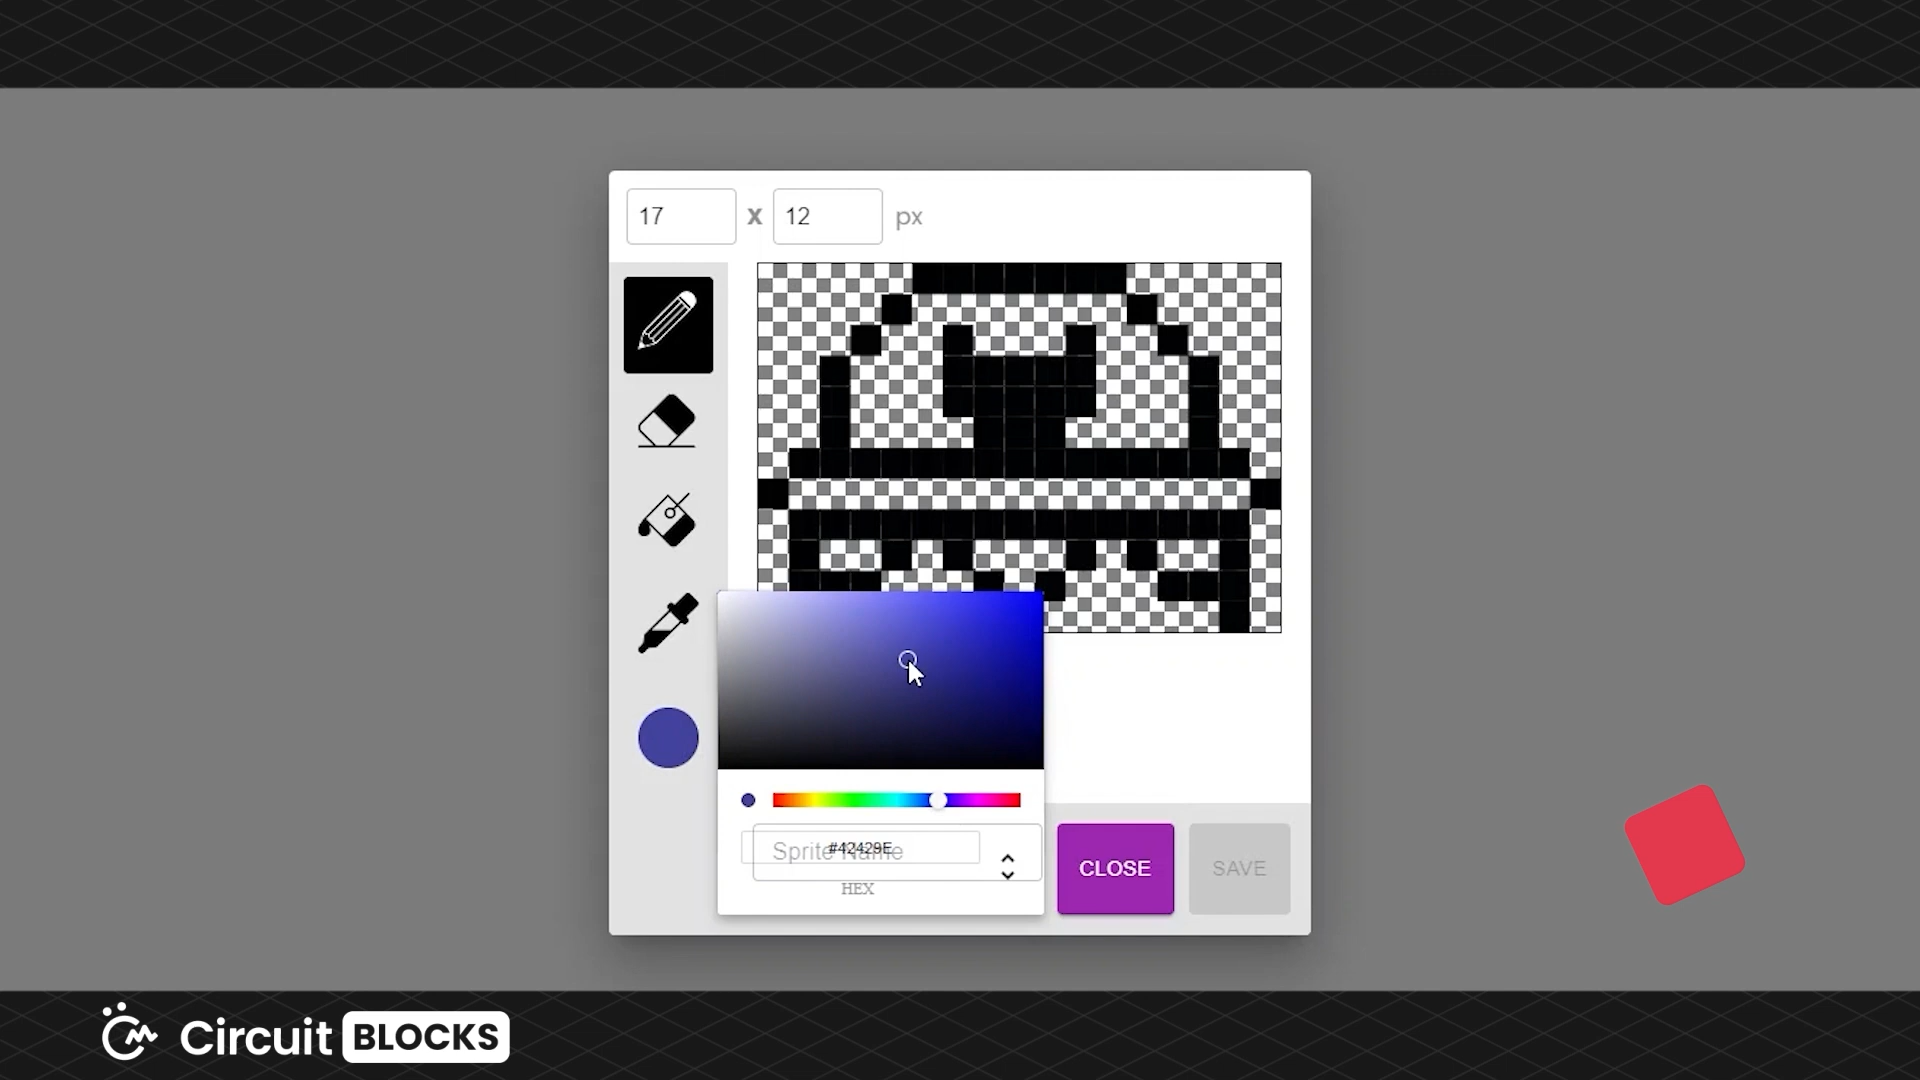 17 X 12 px
Sprite Name
#42429E
HEX
CLOSE
SAVE
Circuit BLOCKS